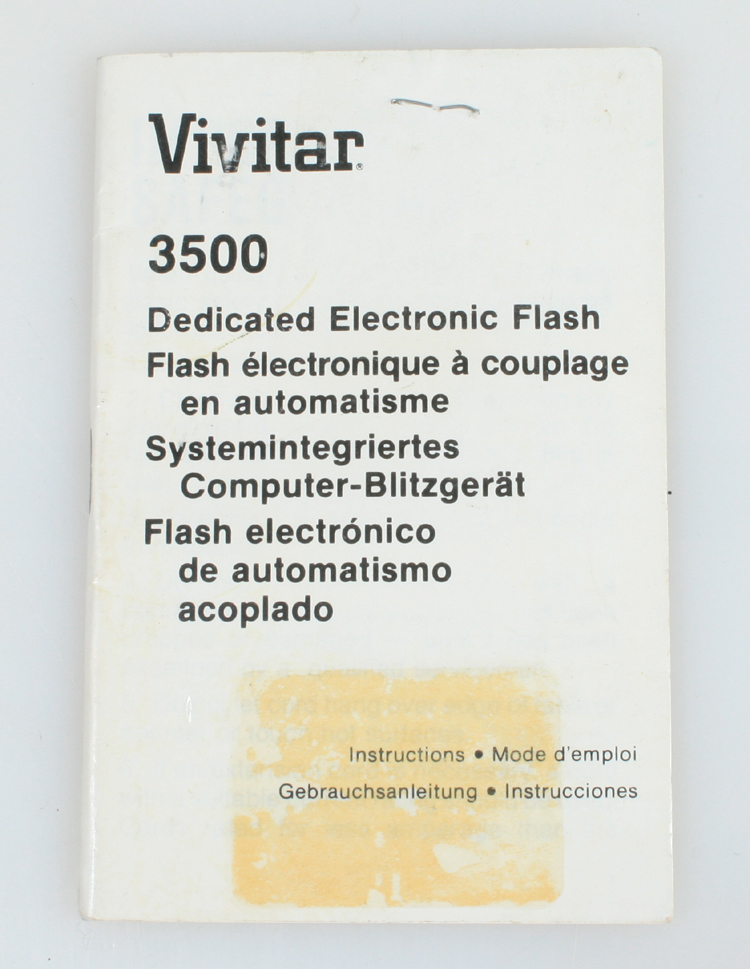 Vivitar®
3500
Dedicated Electronic Flash
Flash électronique à couplage
en automatisme
Systemintegriertes
Computer-Blitzgerät
Flash electrónico
de automatismo
acoplado
Instructions • Mode d'emploi
Gebrauchsanleitung • Instrucciones